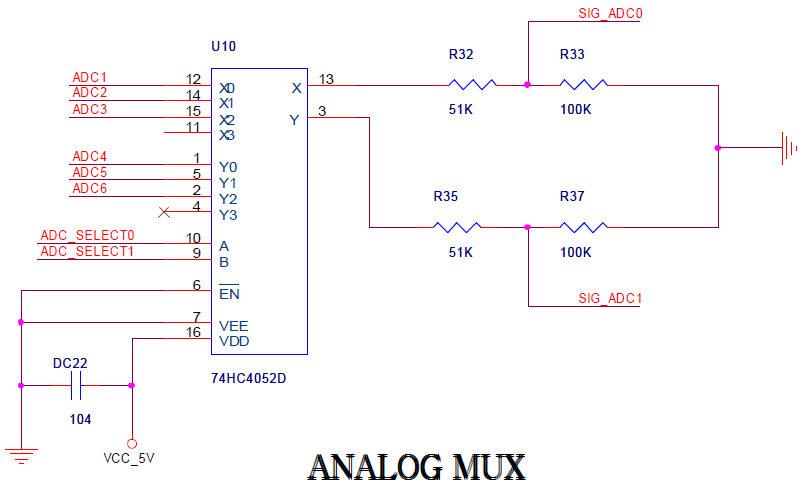 SIG_ADC0
U10
R32 R33
ADC1 12 X0 X 13
ADC2 14 X1
51K 100K
ADC3 15 X2 Y 3
11 X3
ADC4 1 Y0
ADC5 5 Y1
ADC6 2 Y2
R35 R37
4 Y3
ADC_SELECT0 10 A
ADC_SELECT1 9 B
51K 100K
6 EN
SIG_ADC1
7 VEE
16 VDD
DC22
74HC4052D
104
VCC_5V
ANALOG MUX